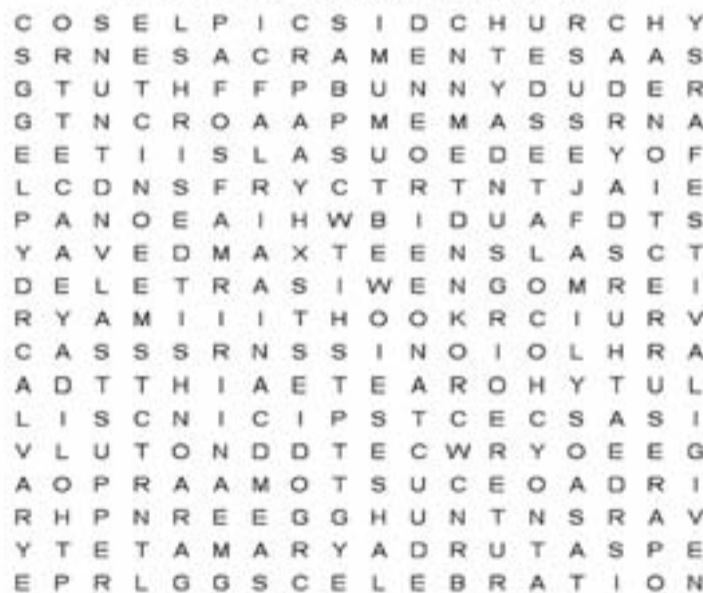 C O S E L P I C S I D C H U R C H Y
S R N E S A C R A M E N T E S A A S
G T U T H F F P B U N N Y D U D E R
G T N C R O A A P M E M A S S R N A
E E T I I S L A S U O E D E E Y O F
L C D N S F R Y C T R T N T J A I E
P A N O E A I H W B I D U A F D T S
Y A V E D M A X T E E N S L A S C T
D E L E T R A S I W E N G O M R E I
R Y A M I I I T H O O K R C I U R V
C A S S S R N S S I N O I O L H R A
A D T T H I A E T E A R O H Y T U L
L I S C N I C I P S T C E C S A S I
V L U T O N D D T E C W R Y O E E G
A O P R A A M O T S U C E O A D R I
R H P N R E E G G H U N T N S R A V
Y T E T A M A R Y A D R U T A S P E
E P R L G G S C E L E B R A T I O N